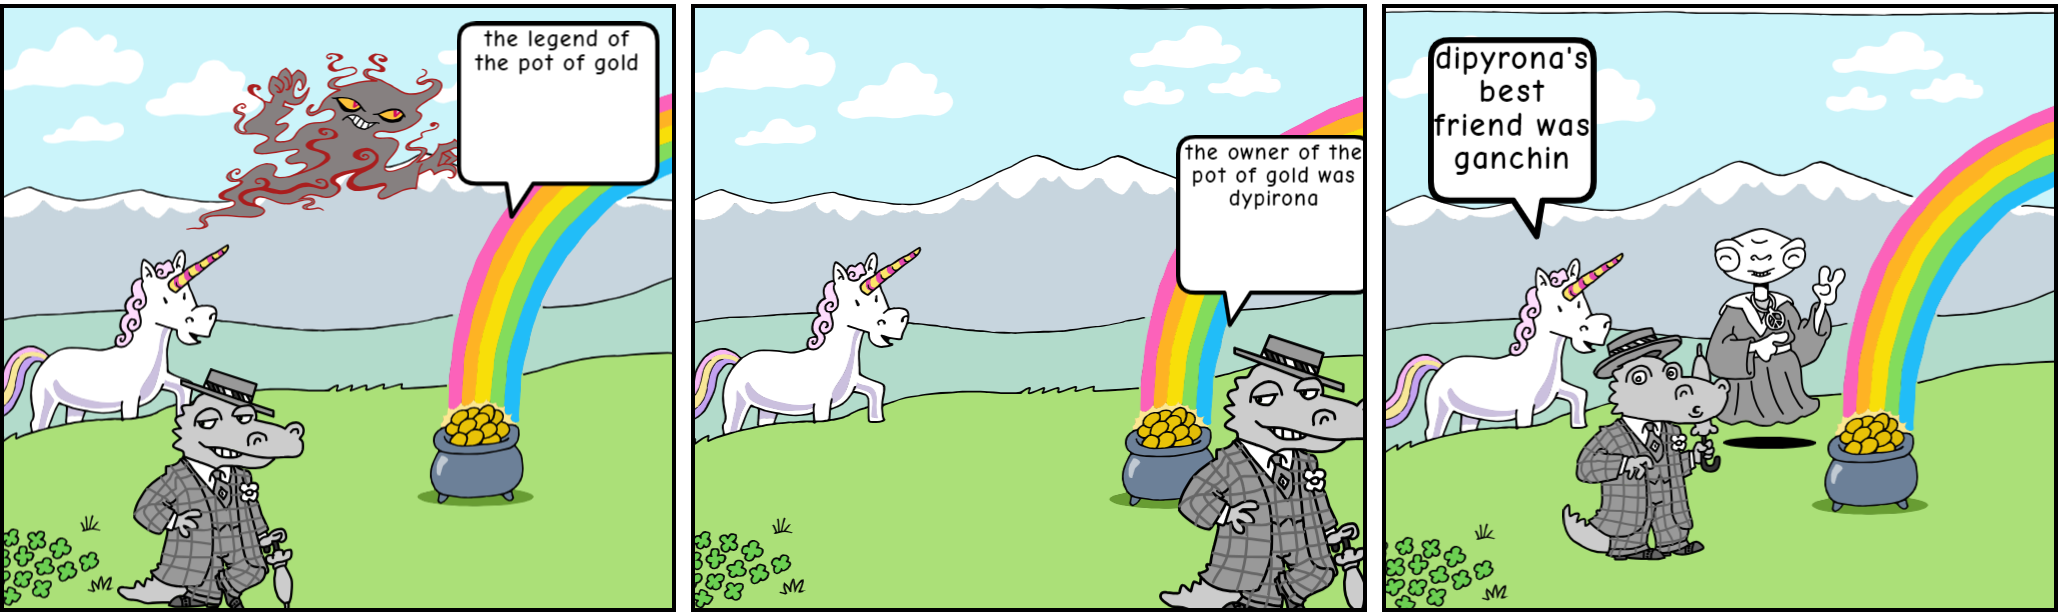 the legend of
the pot of gold
the owner of the
pot of gold was
dypirona
dipyrona's
best
friend was
ganchin